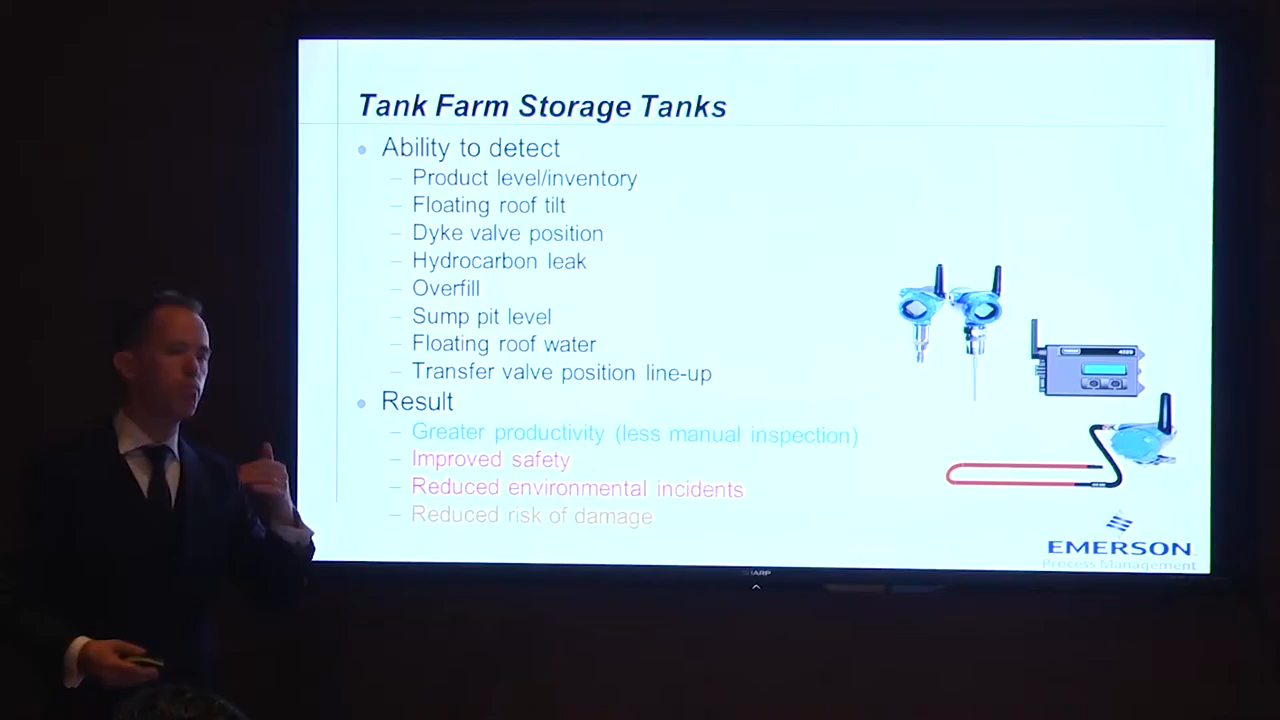 Tank Farm Storage Tanks
Ability to detect
Product level/inventory
Floating roof tilt
Dyke valve position
Hydrocarbon leak
Overfill
Sump pit level
Floating roof water
Transfer valve position line-up
Result
Greater productivity (less manual inspection)
Improved safety
Reduced environmental incidents
Reduced risk of damage
EMERSON
Process Management